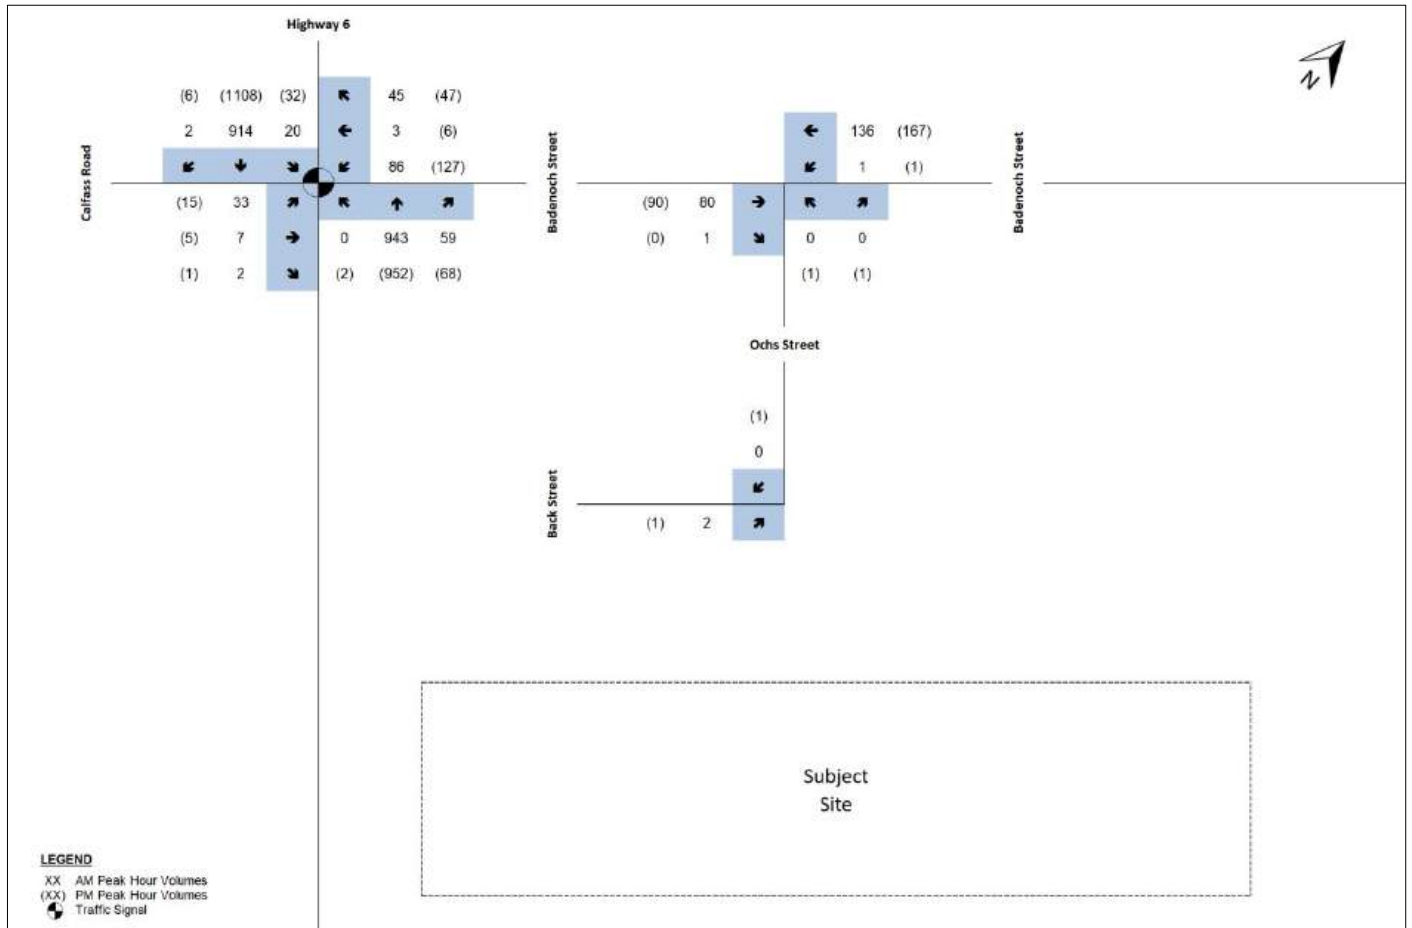 Highway 6
(6) (1108) (32) 45 (47)
2 914 20 3 (6)
86 (127)
Calfass Road
Badenoch Street
136 (167)
1 (1)
Badenoch Street
(15) 33
(5) 7 0 943 59
(1) 2 (2) (952) (68)
(90) 80
(0) 1 0 0
(1) (1)
Ochs Street
(1)
0
Back Street
(1) 2
Subject
Site
LEGEND
XX AM Peak Hour Volumes
(XX) PM Peak Hour Volumes
Traffic Signal
N